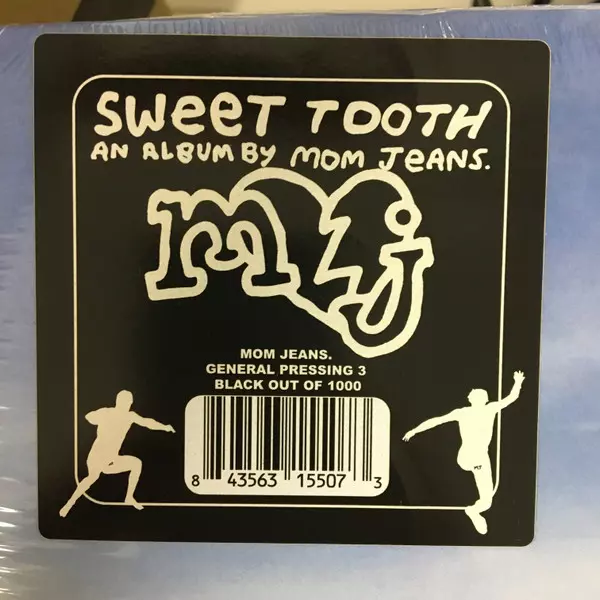 SWEET TOOTH
AN ALBUM BY MOM JEANS.
mj
MOM JEANS.
GENERAL PRESSING 3
BLACK OUT OF 1000
8 43563 15507 3